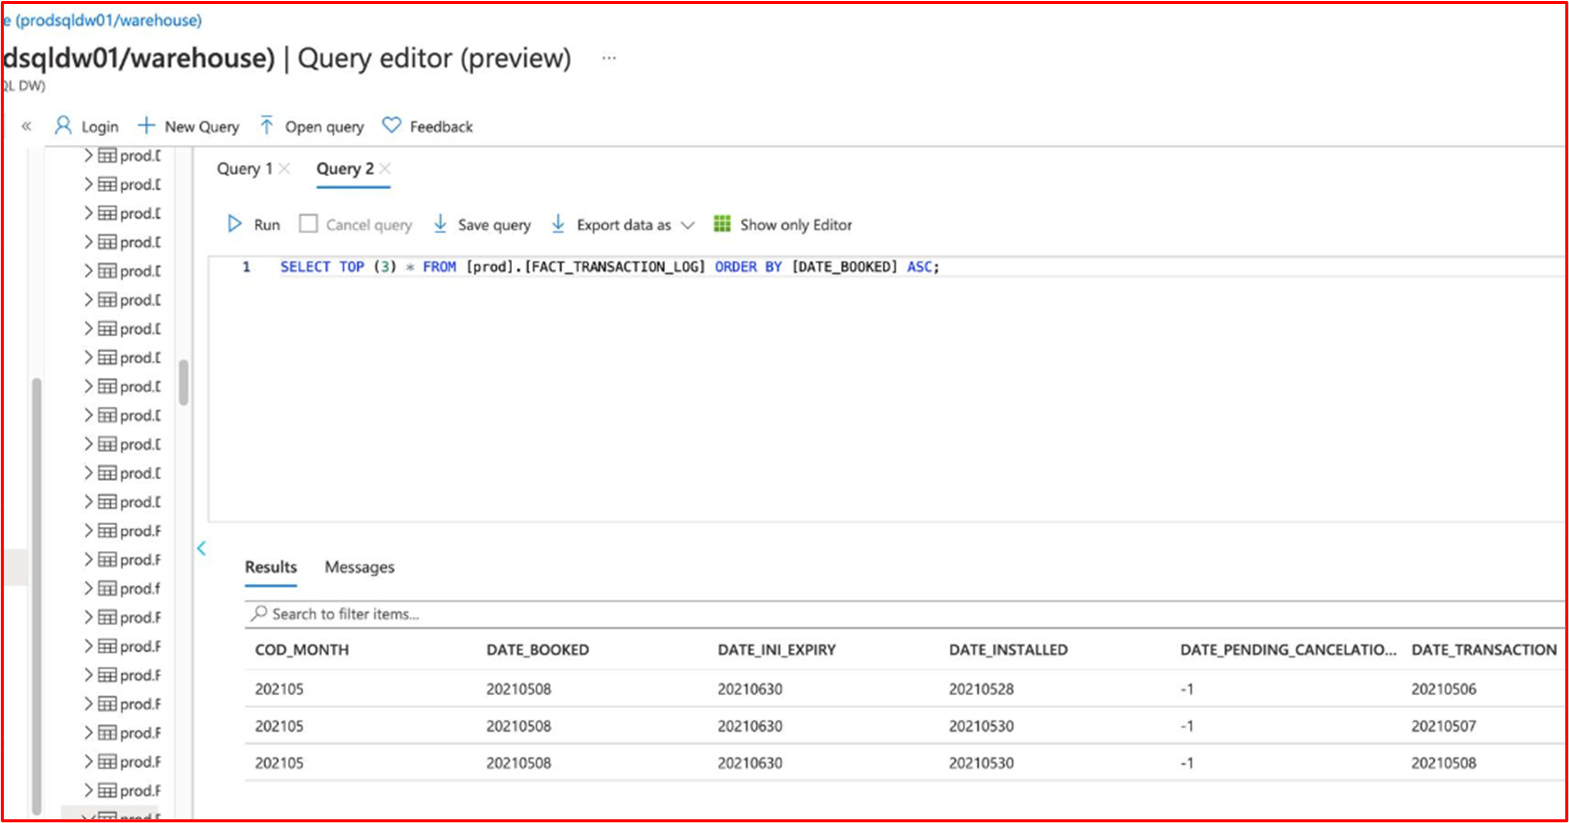 e (prodsqldw01/warehouse)
dsqldw01/warehouse) | Query editor (preview) ...
QL DW)
« Login + New Query Open query Feedback
Query 1 × Query 2 ×
Run Cancel query Save query Export data as Show only Editor
1 SELECT TOP (3) * FROM [prod].[FACT_TRANSACTION_LOG] ORDER BY [DATE_BOOKED] ASC;
prod.D
prod.D
prod.D
prod.D
prod.D
prod.D
prod.D
prod.D
prod.D
prod.D
prod.D
prod.D
prod.D
prod.F
prod.F
prod.f
prod.F
prod.F
prod.F
prod.F
prod.F
prod.F
prod.F
prod.F
Results Messages
Search to filter items...
COD_MONTH DATE_BOOKED DATE_INI_EXPIRY DATE_INSTALLED DATE_PENDING_CANCELATIO... DATE_TRANSACTION
202105 20210508 20210630 20210528 -1 20210506
202105 20210508 20210630 20210530 -1 20210507
202105 20210508 20210630 20210530 -1 20210508